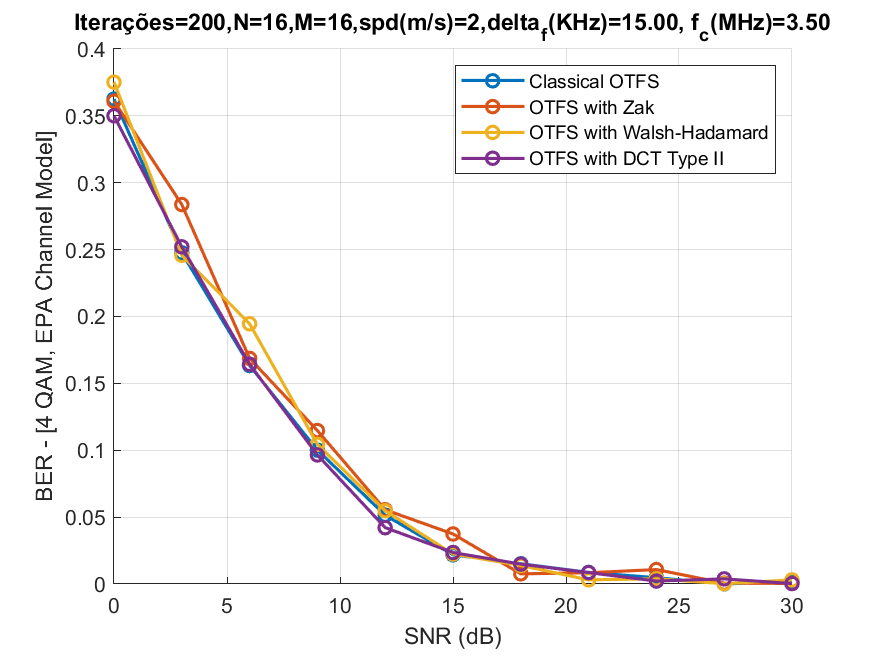 Iterações=200,N=16,M=16,spd(m/s)=2,delta_f(KHz)=15.00, f_c(MHz)=3.50
BER - [4 QAM, EPA Channel Model]
0.4
0.35
0.3
0.25
0.2
0.15
0.1
0.05
0
Classical OTFS
OTFS with Zak
OTFS with Walsh-Hadamard
OTFS with DCT Type II
0 5 10 15 20 25 30
SNR (dB)